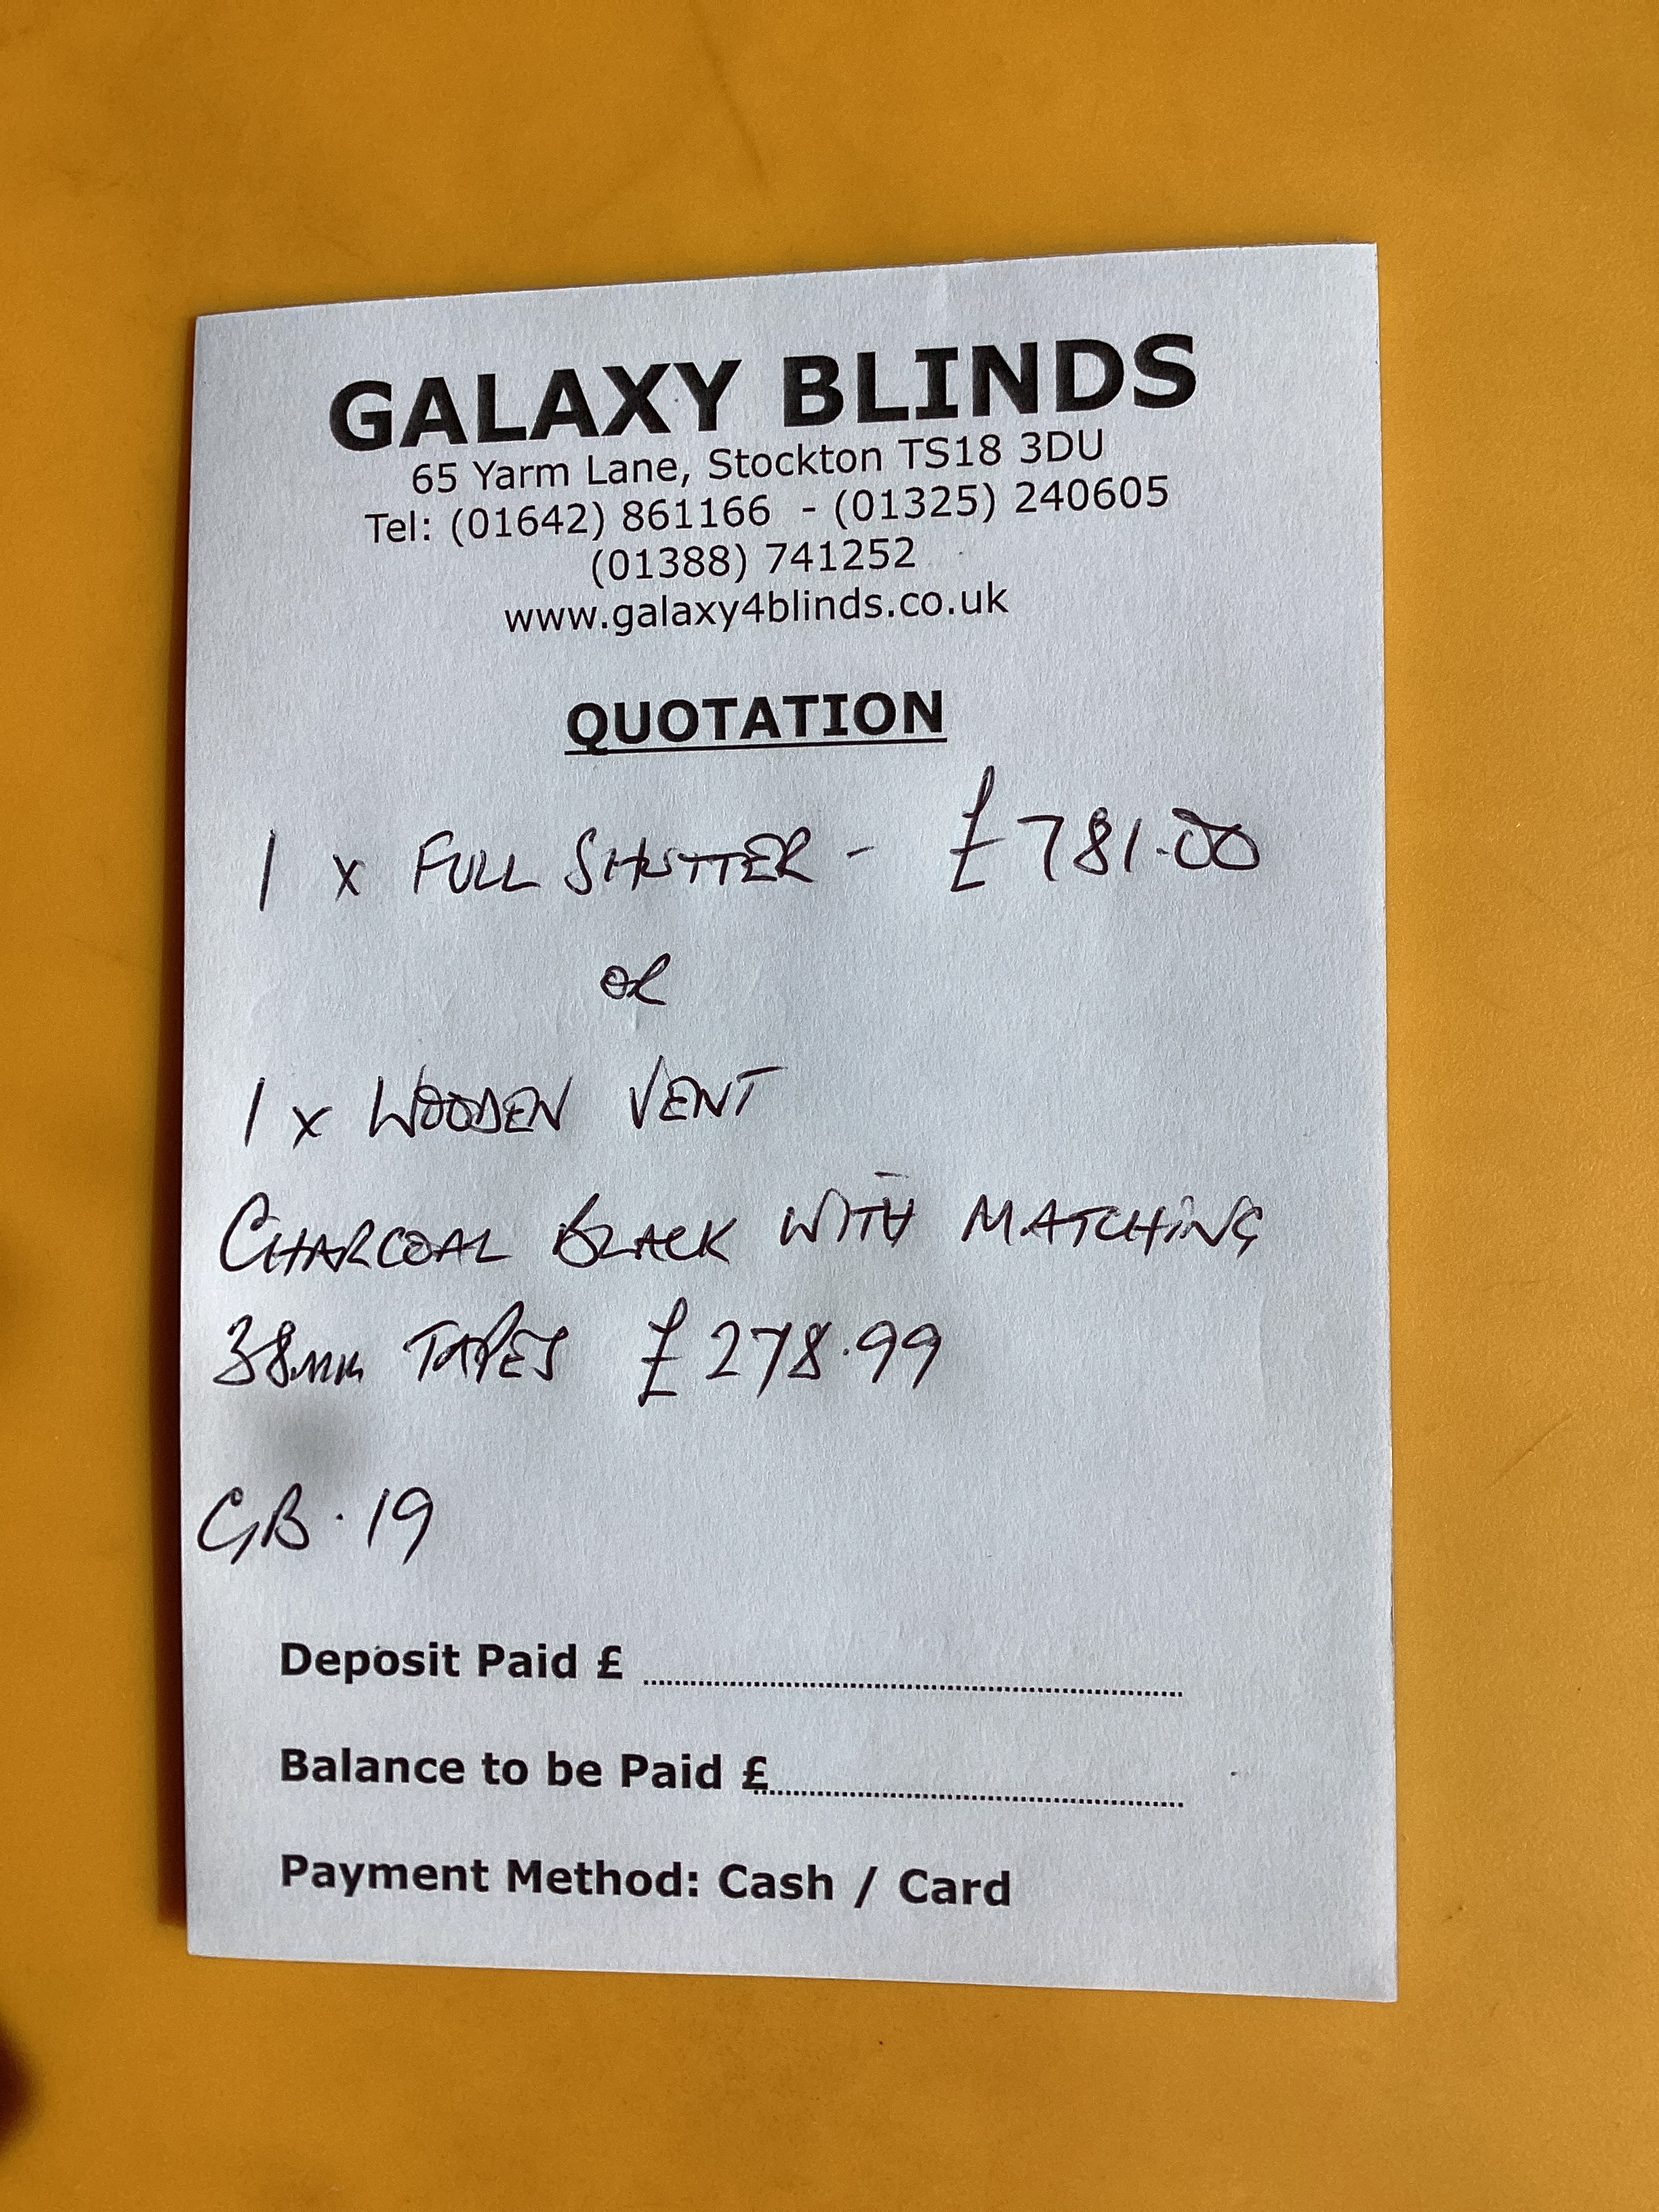 GALAXY BLINDS
65 Yarm Lane, Stockton TS18 3DU
Tel: (01642) 861166 - (01325) 240605
(01388) 741252
www.galaxy4blinds.co.uk
QUOTATION
1 x FULL SHUTTER - £781.00
or
1 x WOODEN VENT
CHARCOAL BLACK WITH MATCHING
38mm TAPES £278.99
GB.19
Deposit Paid £
Balance to be Paid £
Payment Method: Cash / Card